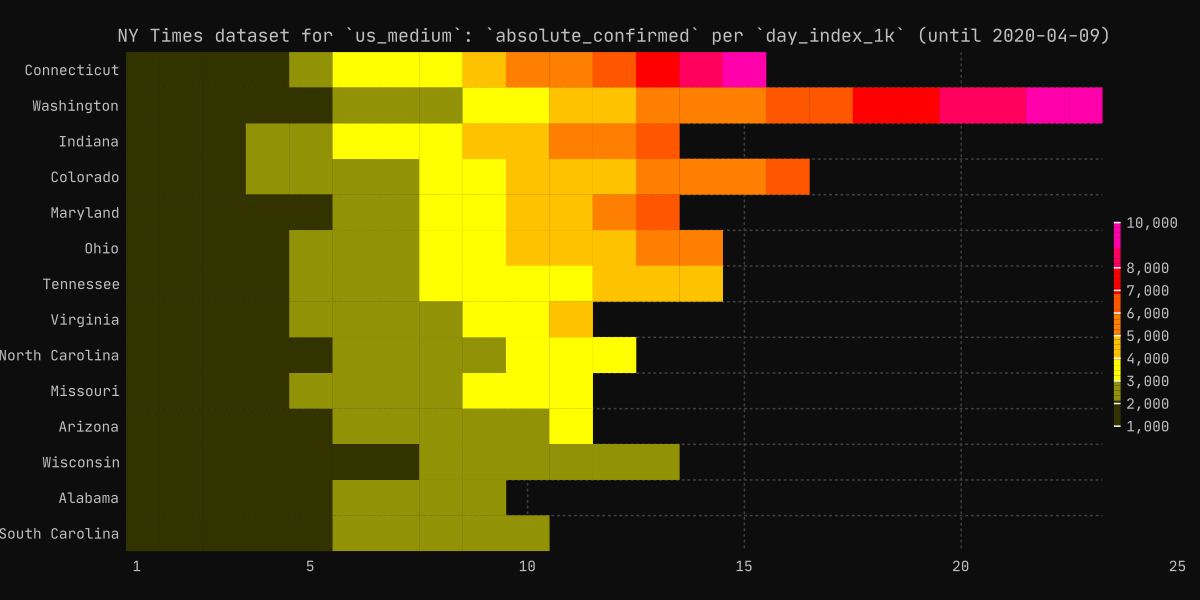 NY Times dataset for `us_medium`: `absolute_confirmed` per `day_index_1k` (until 2020-04-09)
Connecticut
Washington
Indiana
Colorado
Maryland
Ohio
Tennessee
Virginia
North Carolina
Missouri
Arizona
Wisconsin
Alabama
South Carolina
10,000
8,000
7,000
6,000
5,000
4,000
3,000
2,000
1,000
1 5 10 15 20 25